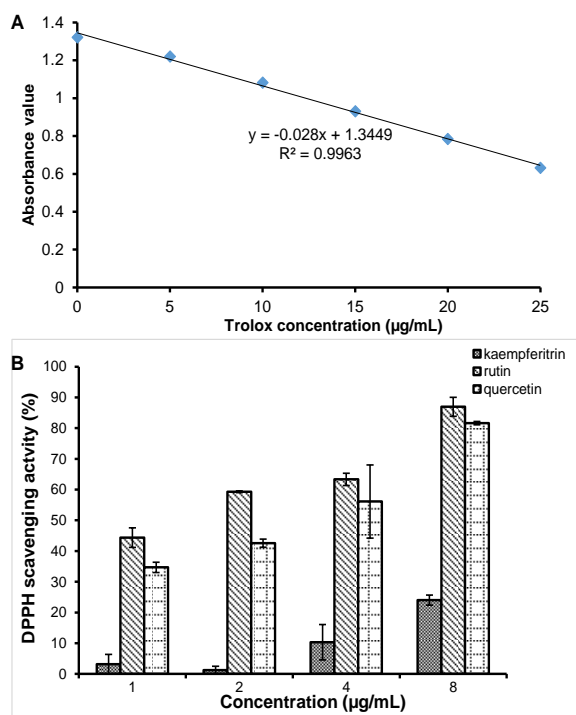 A
1.4
1.2
1
0.8
0.6
0.4
0.2
0
Absorbance value
y = -0.028x + 1.3449
R² = 0.9963
0 5 10 15 20 25
Trolox concentration (µg/mL)
B
kaempferitrin
rutin
quercetin
100
90
80
70
60
50
40
30
20
10
0
DPPH scavenging actvity (%)
1 2 4 8
Concentration (µg/mL)